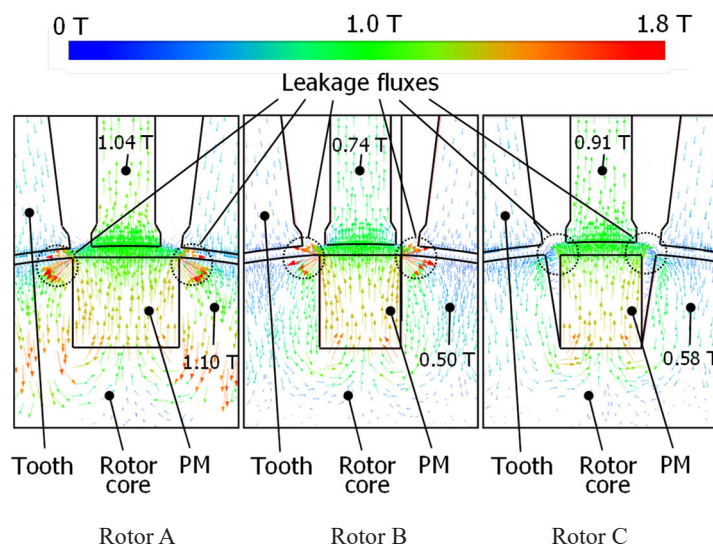 0 T 1.0 T 1.8 T
Leakage fluxes
1.04 T 0.74 T 0.91 T
1.10 T 0.50 T 0.58 T
Tooth Rotor core PM Tooth Rotor core PM Tooth Rotor core PM
Rotor A Rotor B Rotor C